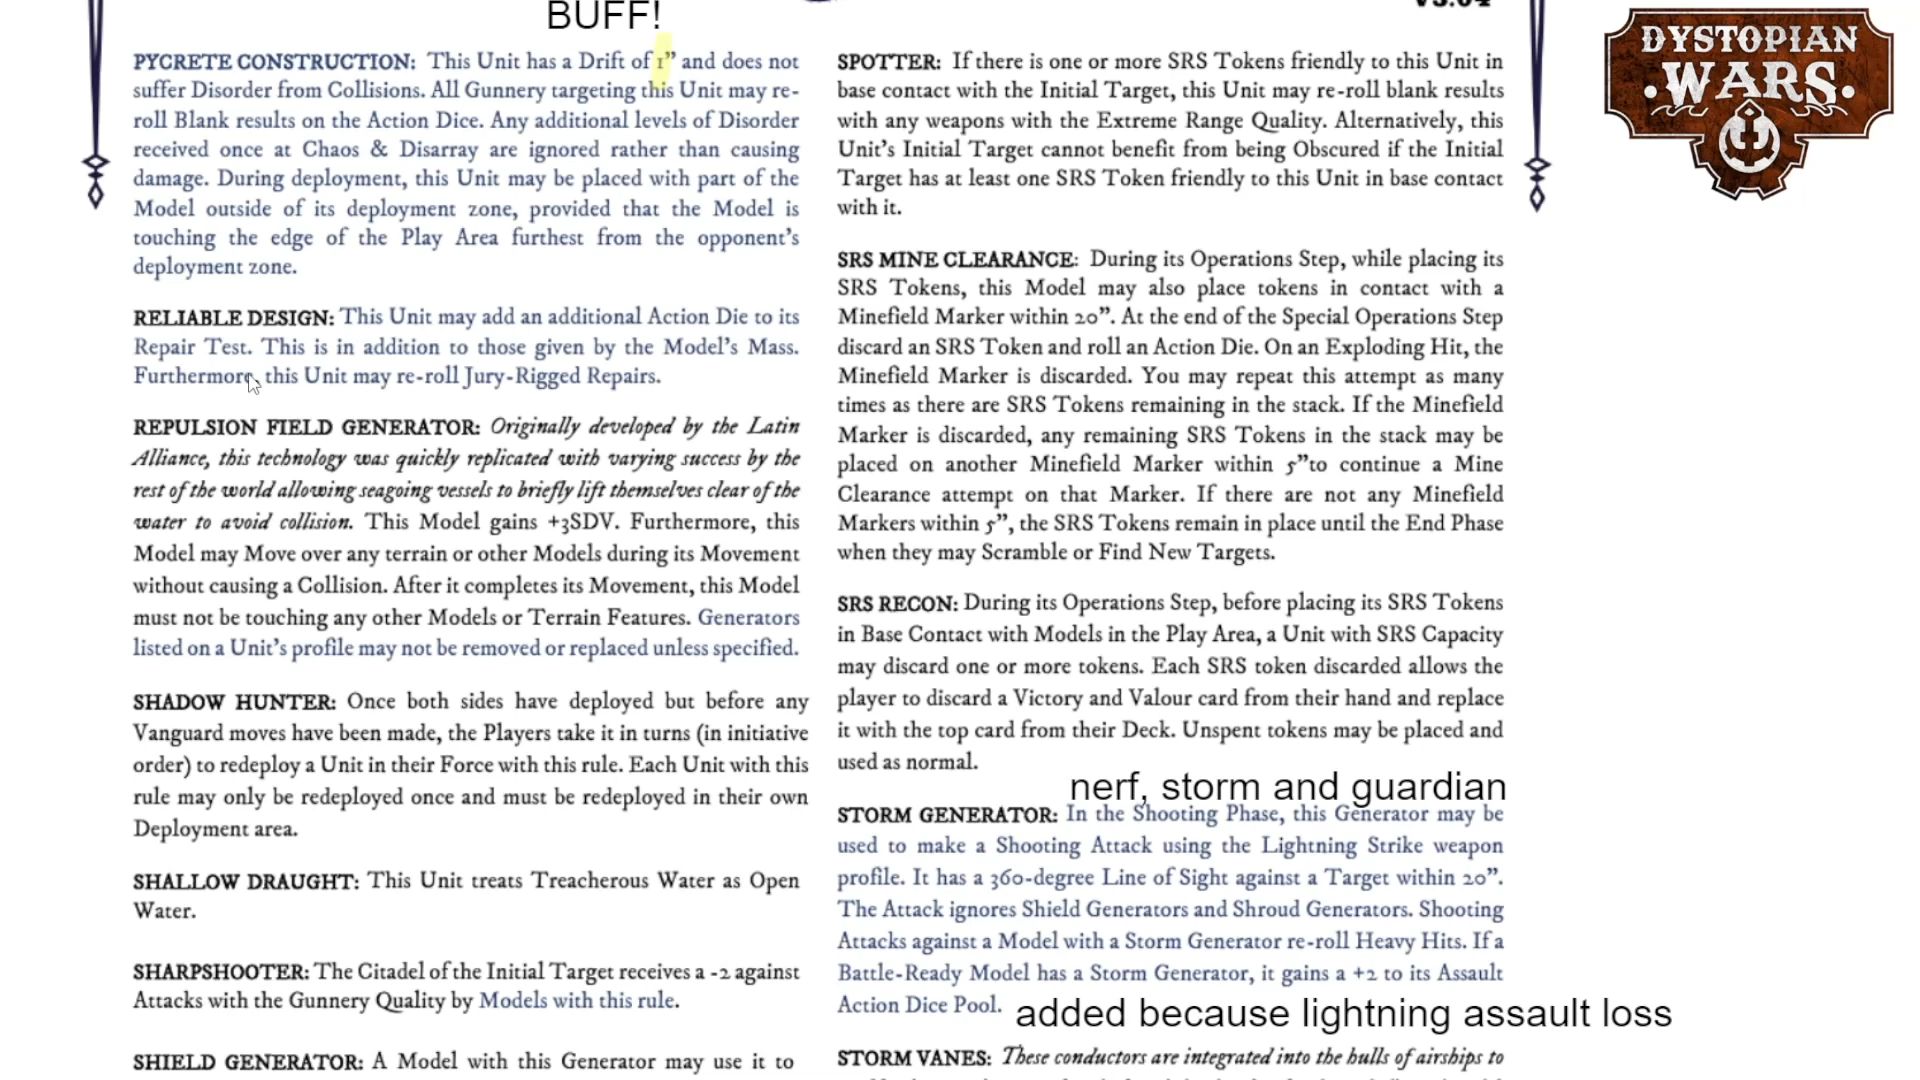 BUFF!
V3.04
PYCRETE CONSTRUCTION: This Unit has a Drift of 1” and does not
suffer Disorder from Collisions. All Gunnery targeting this Unit may re-
roll Blank results on the Action Dice. Any additional levels of Disorder
received once at Chaos & Disarray are ignored rather than causing
damage. During deployment, this Unit may be placed with part of the
Model outside of its deployment zone, provided that the Model is
touching the edge of the Play Area furthest from the opponent’s
deployment zone.
RELIABLE DESIGN: This Unit may add an additional Action Die to its
Repair Test. This is in addition to those given by the Model’s Mass.
Furthermore, this Unit may re-roll Jury-Rigged Repairs.
REPULSION FIELD GENERATOR: Originally developed by the Latin
Alliance, this technology was quickly replicated with varying success by the
rest of the world allowing seagoing vessels to briefly lift themselves clear of the
water to avoid collision. This Model gains +3SDV. Furthermore, this
Model may Move over any terrain or other Models during its Movement
without causing a Collision. After it completes its Movement, this Model
must not be touching any other Models or Terrain Features. Generators
listed on a Unit’s profile may not be removed or replaced unless specified.
SHADOW HUNTER: Once both sides have deployed but before any
Vanguard moves have been made, the Players take it in turns (in initiative
order) to redeploy a Unit in their Force with this rule. Each Unit with this
rule may only be redeployed once and must be redeployed in their own
Deployment area.
SHALLOW DRAUGHT: This Unit treats Treacherous Water as Open
Water.
SHARPSHOOTER: The Citadel of the Initial Target receives a -2 against
Attacks with the Gunnery Quality by Models with this rule.
SHIELD GENERATOR: A Model with this Generator may use it to
SPOTTER: If there is one or more SRS Tokens friendly to this Unit in
base contact with the Initial Target, this Unit may re-roll blank results
with any weapons with the Extreme Range Quality. Alternatively, this
Unit’s Initial Target cannot benefit from being Obscured if the Initial
Target has at least one SRS Token friendly to this Unit in base contact
with it.
SRS MINE CLEARANCE: During its Operations Step, while placing its
SRS Tokens, this Model may also place tokens in contact with a
Minefield Marker within 20”. At the end of the Special Operations Step
discard an SRS Token and roll an Action Die. On an Exploding Hit, the
Minefield Marker is discarded. You may repeat this attempt as many
times as there are SRS Tokens remaining in the stack. If the Minefield
Marker is discarded, any remaining SRS Tokens in the stack may be
placed on another Minefield Marker within 5”to continue a Mine
Clearance attempt on that Marker. If there are not any Minefield
Markers within 5”, the SRS Tokens remain in place until the End Phase
when they may Scramble or Find New Targets.
SRS RECON: During its Operations Step, before placing its SRS Tokens
in Base Contact with Models in the Play Area, a Unit with SRS Capacity
may discard one or more tokens. Each SRS token discarded allows the
player to discard a Victory and Valour card from their hand and replace
it with the top card from their Deck. Unspent tokens may be placed and
used as normal.
nerf, storm and guardian
STORM GENERATOR: In the Shooting Phase, this Generator may be
used to make a Shooting Attack using the Lightning Strike weapon
profile. It has a 360-degree Line of Sight against a Target within 20”.
The Attack ignores Shield Generators and Shroud Generators. Shooting
Attacks against a Model with a Storm Generator re-roll Heavy Hits. If a
Battle-Ready Model has a Storm Generator, it gains a +2 to its Assault
Action Dice Pool.
added because lightning assault loss
STORM VANES: These conductors are integrated into the hulls of airships to
DYSTOPIAN
WARS